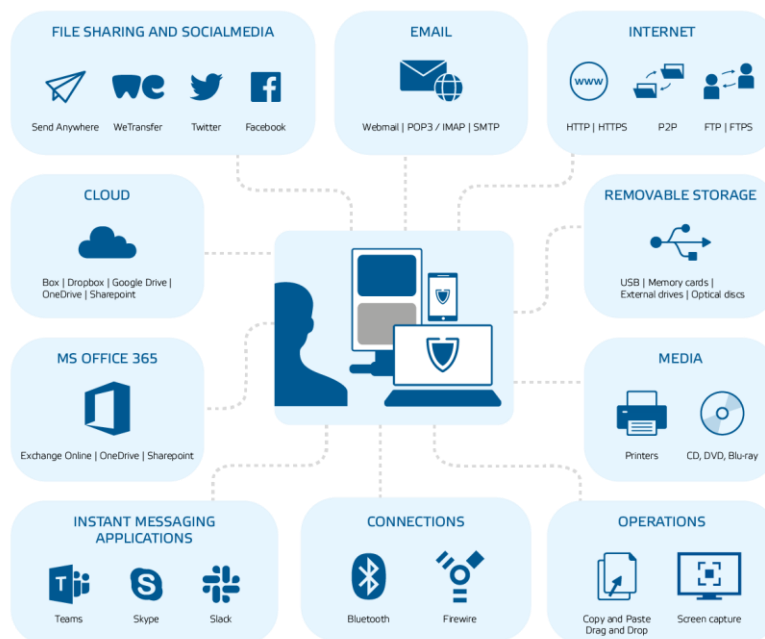 FILE SHARING AND SOCIALMEDIA
Send Anywhere
WeTransfer
Twitter
Facebook
EMAIL
Webmail | POP3 / IMAP | SMTP
INTERNET
www
HTTP | HTTPS
P2P
FTP | FTPS
CLOUD
Box | Dropbox | Google Drive |
OneDrive | Sharepoint
REMOVABLE STORAGE
USB | Memory cards |
External drives | Optical discs
MS OFFICE 365
Exchange Online | OneDrive | Sharepoint
MEDIA
Printers
CD, DVD, Blu-ray
INSTANT MESSAGING
APPLICATIONS
Teams
Skype
Slack
CONNECTIONS
Bluetooth
Firewire
OPERATIONS
Copy and Paste
Drag and Drop
Screen capture